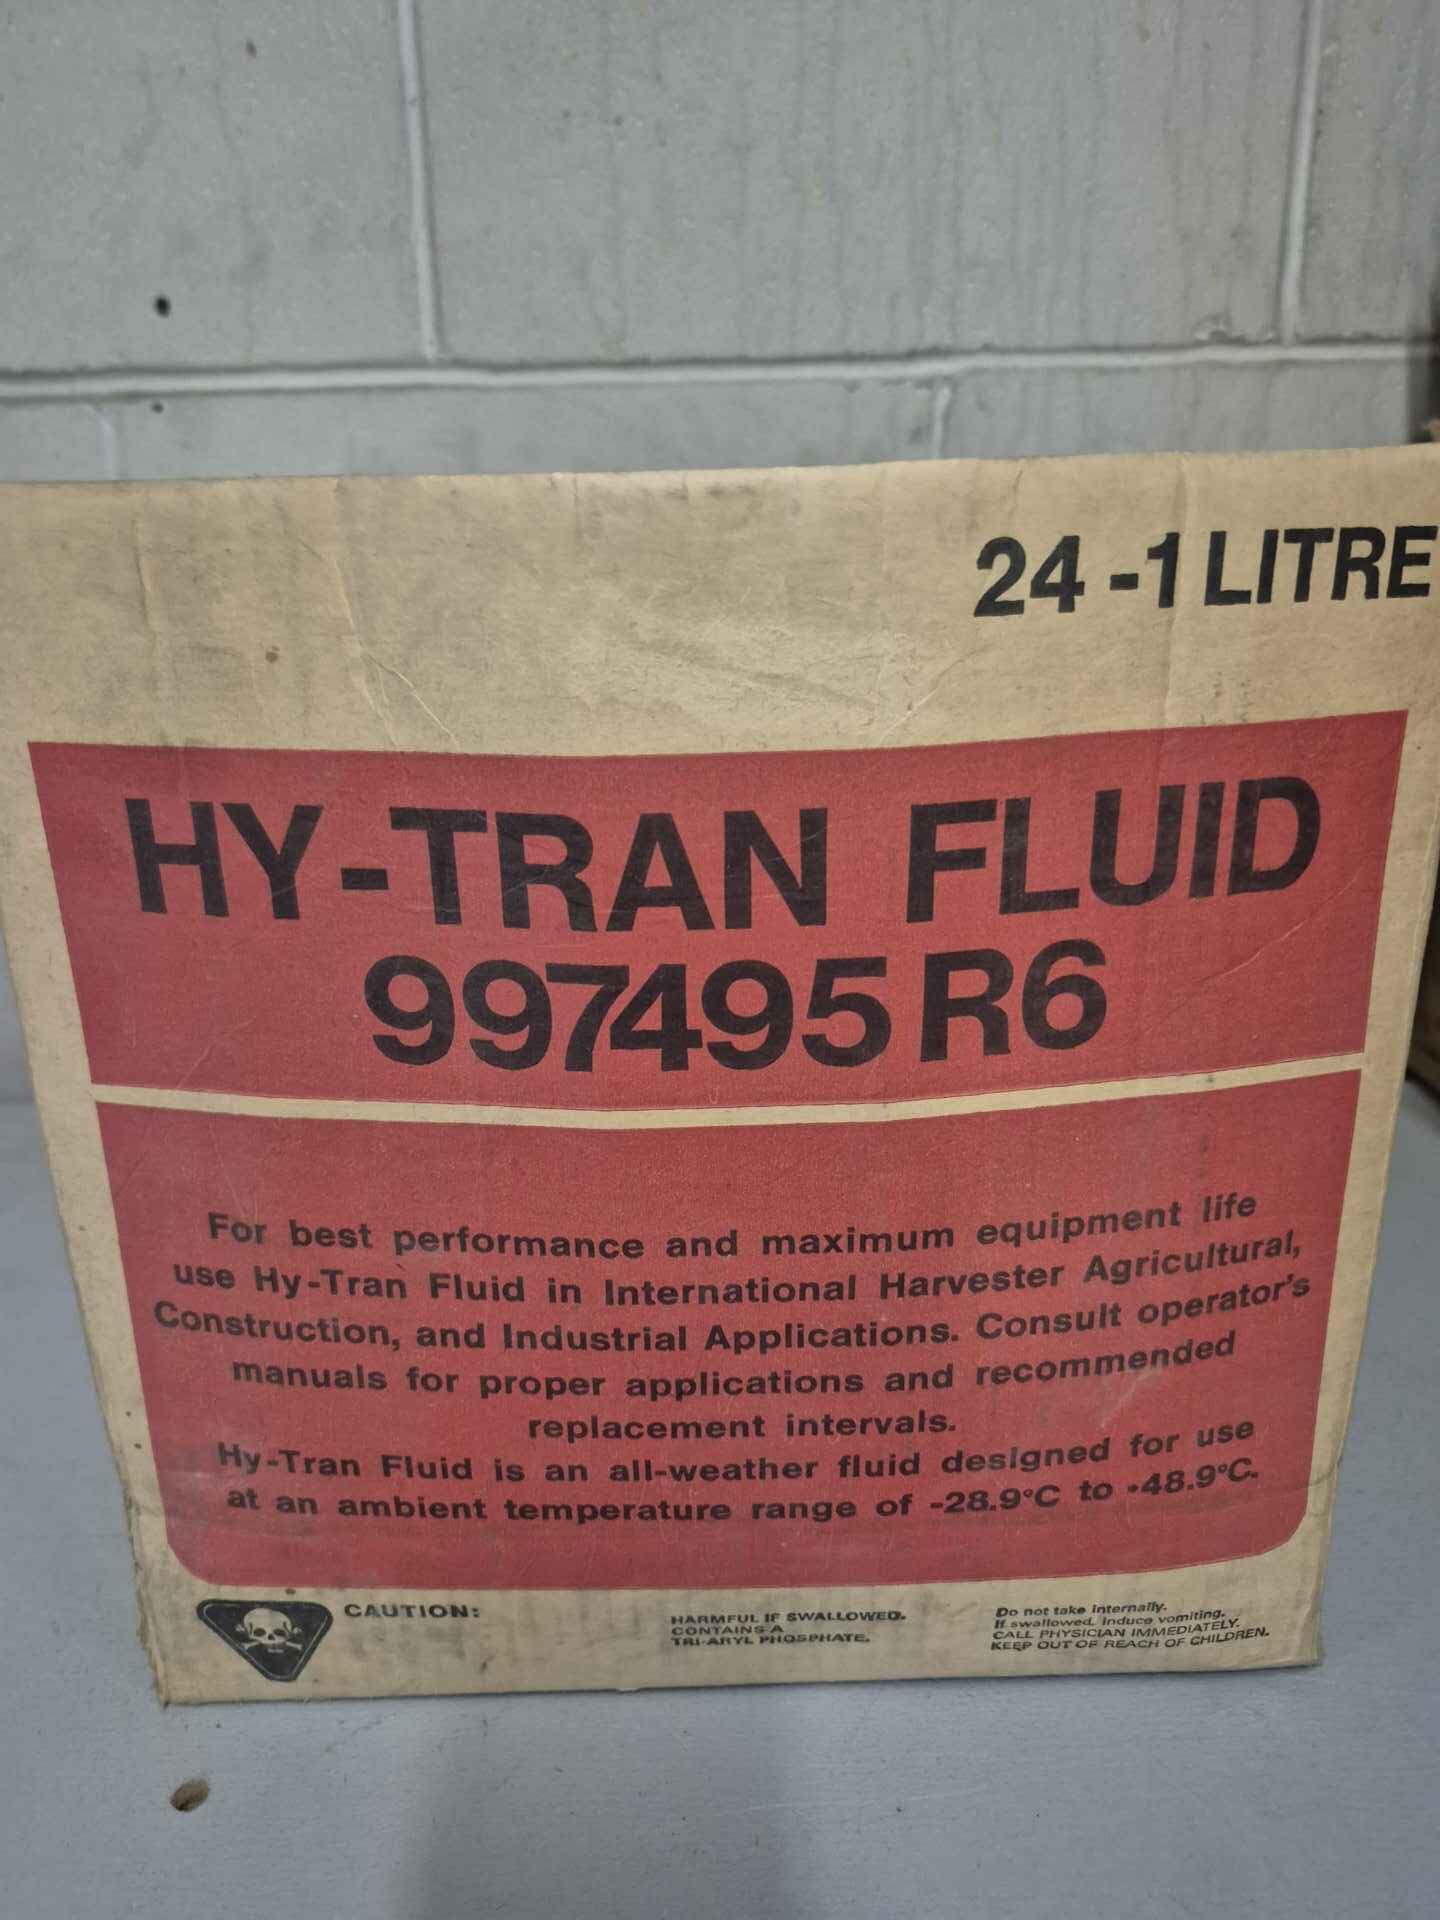 24 -1 LITRE
HY-TRAN FLUID
997495 R6
For best performance and maximum equipment life
use Hy-Tran Fluid in International Harvester Agricultural,
Construction, and Industrial Applications. Consult operator's
manuals for proper applications and recommended
replacement intervals.
Hy-Tran Fluid is an all-weather fluid designed for use
at an ambient temperature range of -28.9°C to +48.9°C.
CAUTION:
HARMFUL IF SWALLOWED.
CONTAINS A
TRI-ARYL PHOSPHATE.
Do not take internally.
If swallowed, induce vomiting.
CALL PHYSICIAN IMMEDIATELY.
KEEP OUT OF REACH OF CHILDREN.